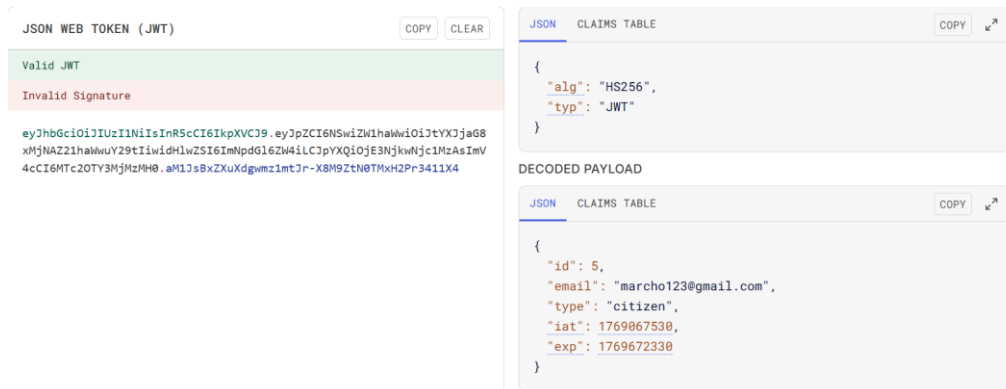 JSON WEB TOKEN (JWT)
COPY
CLEAR
Valid JWT
Invalid Signature
eyJhbGciOiJIUzI1NiIsInR5cCI6IkpXVCJ9.eyJpZCI6NSwiZW1haWwiOiJtYXJjaG8
xMjNAZ21haWwuY29tIiwidHlwZSI6ImNpdGl6ZW4iLCJpYXQiOjE3NjkwNjc1MzAsImV
4cCI6MTc2OTY3MjMzMH0.aM1JsBxZXuXdgwmz1mtJr-X8M9ZtN0TMxH2Pr3411X4
JSON
CLAIMS TABLE
COPY
{
"alg": "HS256",
"typ": "JWT"
}
DECODED PAYLOAD
JSON
CLAIMS TABLE
COPY
{
"id": 5,
"email": "marcho123@gmail.com",
"type": "citizen",
"iat": 1769067530,
"exp": 1769672330
}